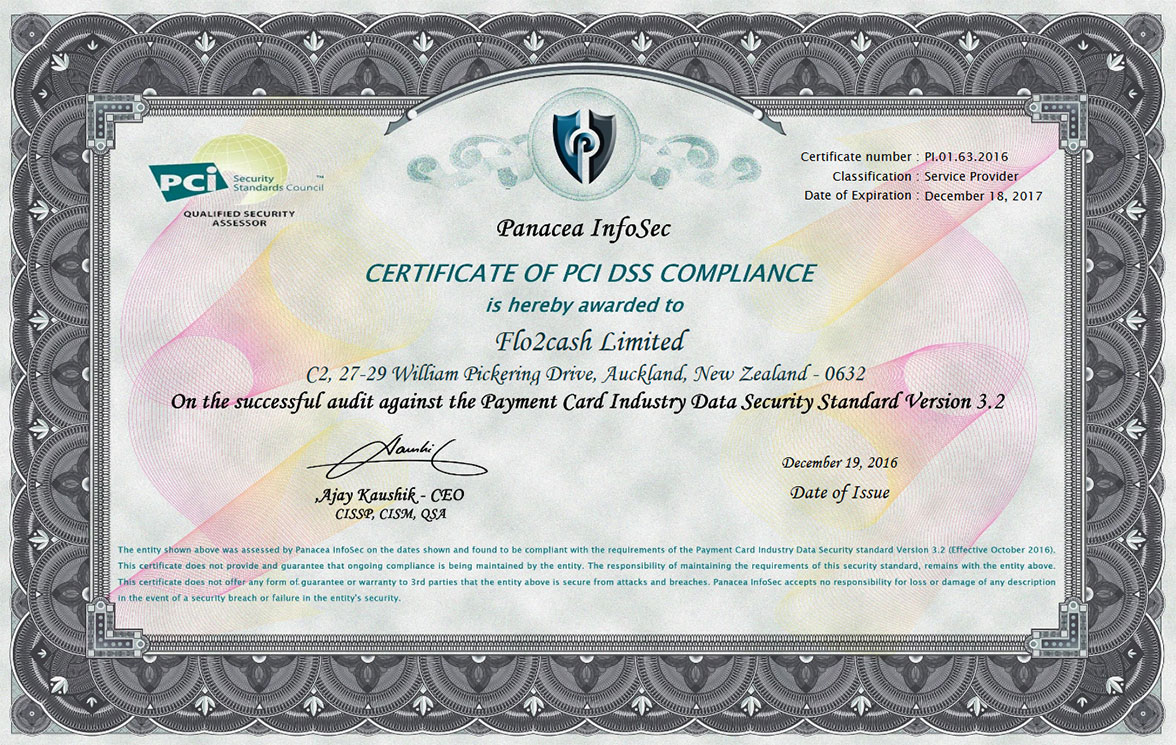 PCi Security
Standards Council ™
QUALIFIED SECURITY
ASSESSOR
Certificate number : PI.01.63.2016
Classification : Service Provider
Date of Expiration : December 18, 2017
Panacea InfoSec
CERTIFICATE OF PCI DSS COMPLIANCE
is hereby awarded to
Flo2cash Limited
C2, 27-29 William Pickering Drive, Auckland, New Zealand - 0632
On the successful audit against the Payment Card Industry Data Security Standard Version 3.2
December 19, 2016
Date of Issue
Ajay Kaushik - CEO
CISSP, CISM, QSA
The entity shown above was assessed by Panacea InfoSec on the dates shown and found to be compliant with the requirements of the Payment Card Industry Data Security standard Version 3.2 (Effective October 2016).
This certificate does not provide and guarantee that ongoing compliance is being maintained by the entity. The responsibility of maintaining the requirements of this security standard, remains with the entity above.
This certificate does not offer any form of guarantee or warranty to 3rd parties that the entity above is secure from attacks and breaches. Panacea InfoSec accepts no responsibility for loss or damage of any description
in the event of a security breach or failure in the entity's security.